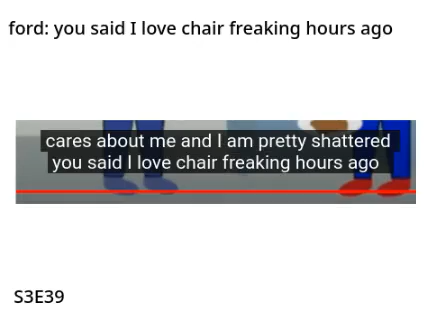 ford: you said I love chair freaking hours ago
cares about me and I am pretty shattered
you said I love chair freaking hours ago
S3E39